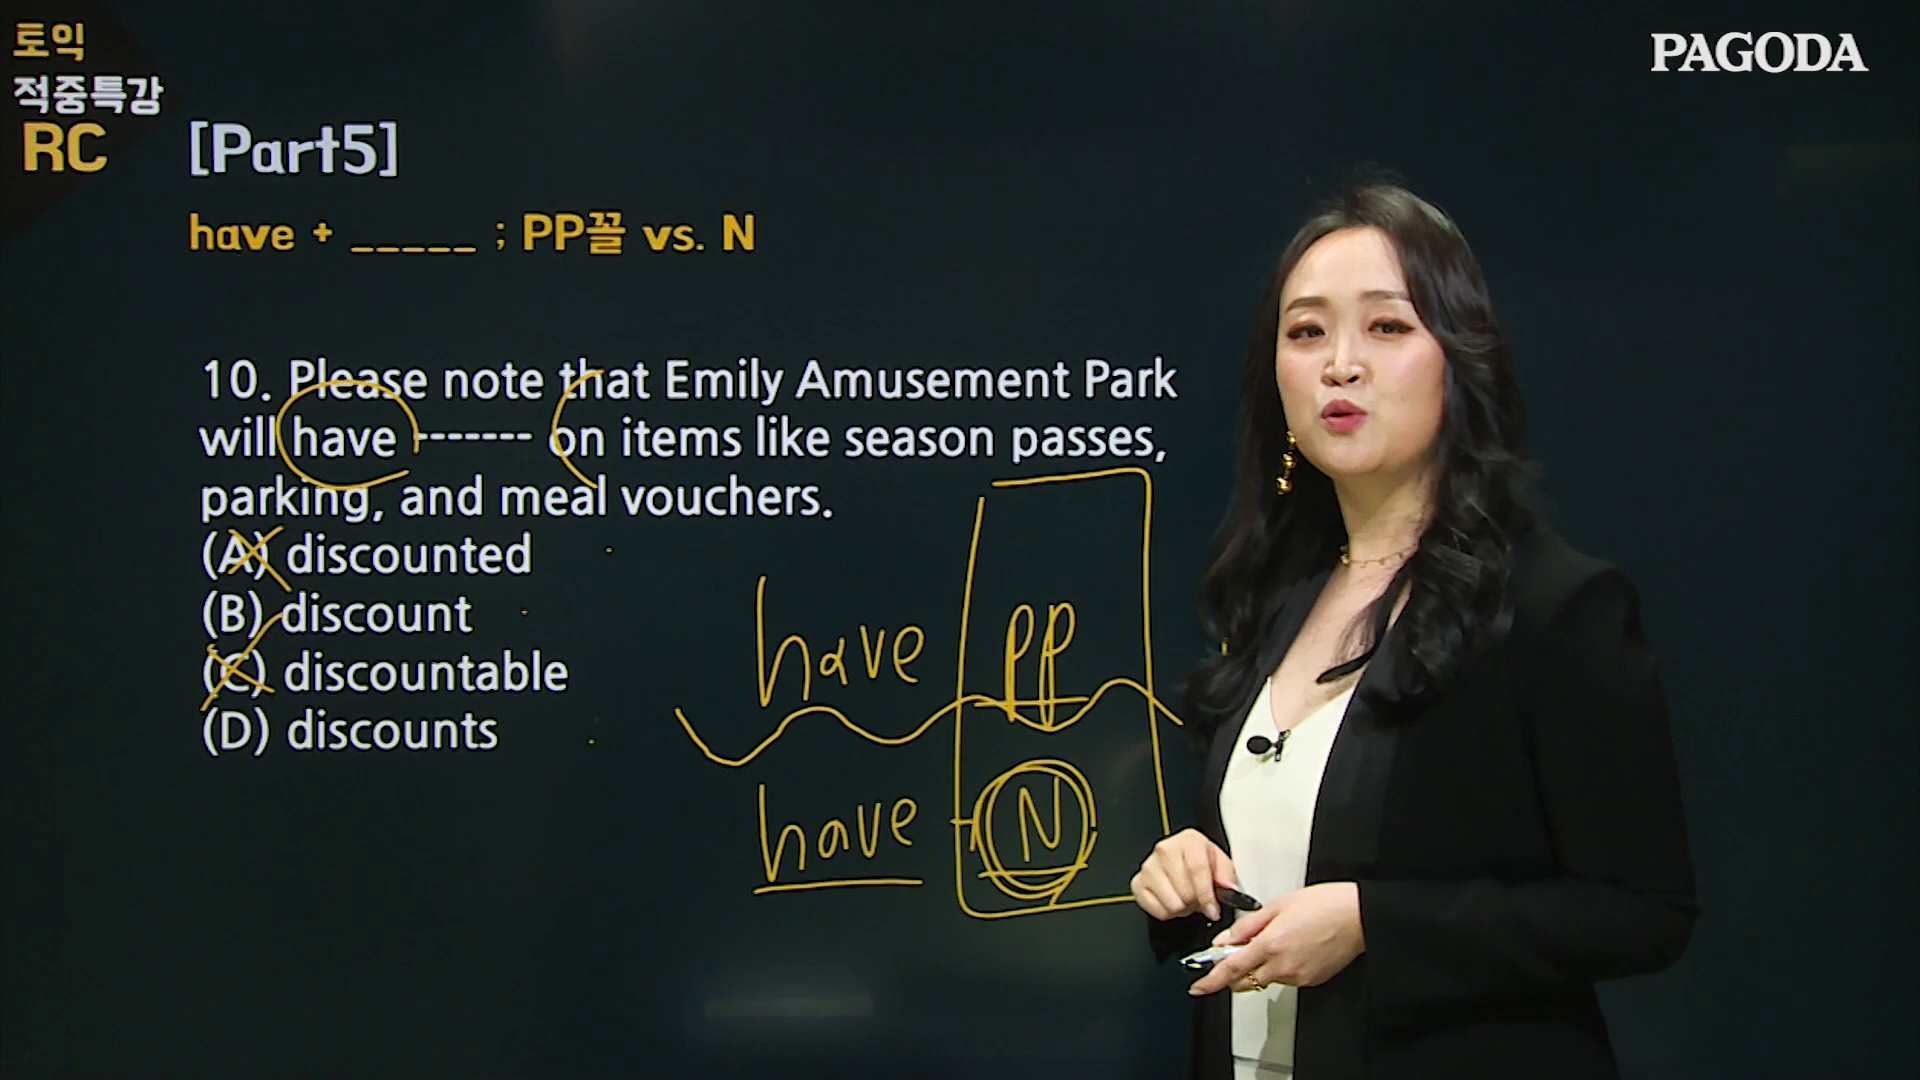 토익
적중특강
RC
PAGODA
[Part5]
have + _____ ; PP꼴 vs. N
10. Please note that Emily Amusement Park
will have ------- on items like season passes,
parking, and meal vouchers.
(A) discounted
(B) discount
(C) discountable
(D) discounts
have PP
have N